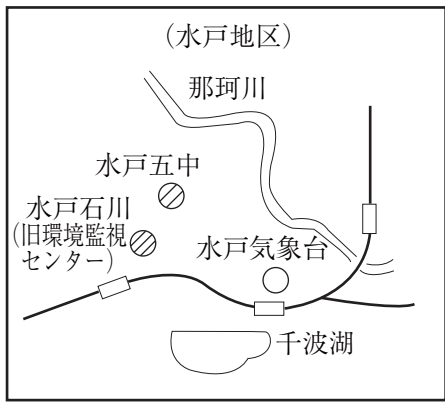 (水戸地区)
那珂川
水戸五中
水戸石川
(旧環境監視
センター)
水戸気象台
千波湖